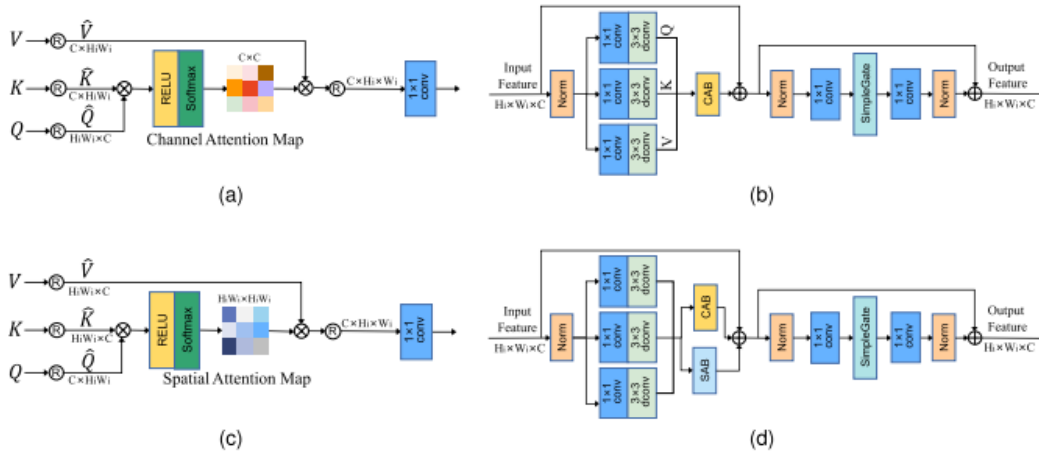 V
R
V̂
C×HiWi
K
R
K̂
C×HiWi
Q
R
Q̂
HiWi×C
RELU
Softmax
C×C
Channel Attention Map
R
C×Hi×Wi
1×1
conv
(a)
Input
Feature
Hi×Wi×C
Norm
1×1
conv
3×3
dconv
Q
1×1
conv
3×3
dconv
K
1×1
conv
3×3
dconv
V
CAB
Norm
1×1
conv
SimpleGate
1×1
conv
Norm
Output
Feature
Hi×Wi×C
(b)
V
R
V̂
HiWi×C
K
R
K̂
HiWi×C
Q
R
Q̂
C×HiWi
RELU
Softmax
HiWi×HiWi
Spatial Attention Map
R
C×Hi×Wi
1×1
conv
(c)
Input
Feature
Hi×Wi×C
Norm
1×1
conv
3×3
dconv
1×1
conv
3×3
dconv
1×1
conv
3×3
dconv
CAB
SAB
Norm
1×1
conv
SimpleGate
1×1
conv
Norm
Output
Feature
Hi×Wi×C
(d)